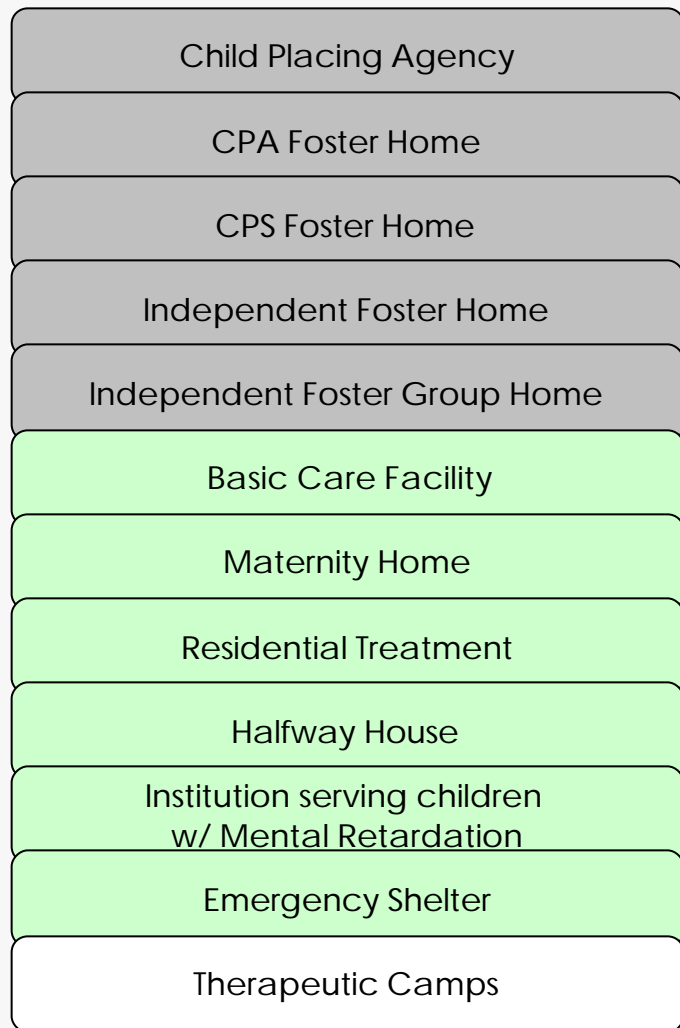 Child Placing Agency
CPA Foster Home
CPS Foster Home
Independent Foster Home
Independent Foster Group Home
Basic Care Facility
Maternity Home
Residential Treatment
Halfway House
Institution serving children
w/ Mental Retardation
Emergency Shelter
Therapeutic Camps